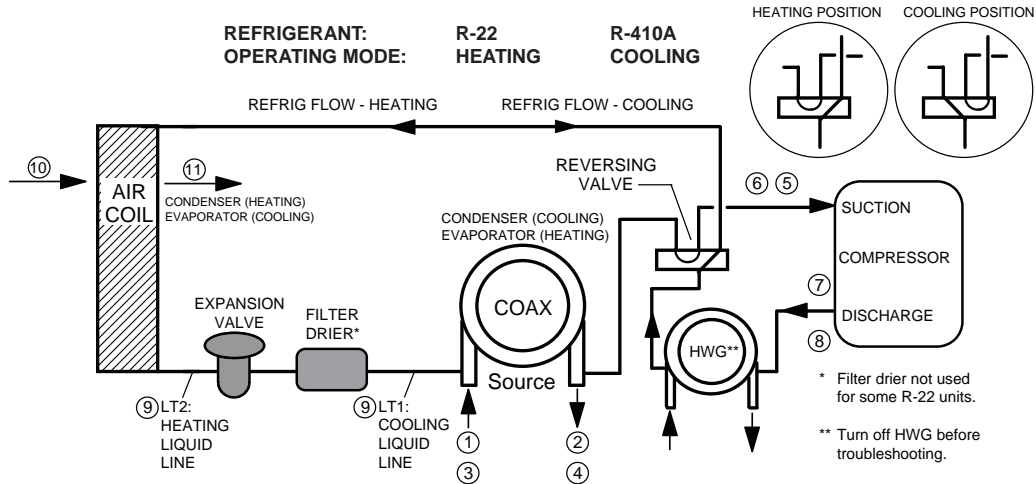 HEATING POSITION COOLING POSITION
REFRIGERANT: R-22 R-410A
OPERATING MODE: HEATING COOLING
REFRIG FLOW - HEATING REFRIG FLOW - COOLING
REVERSING
VALVE
⑩
⑪
AIR
COIL
CONDENSER (HEATING)
EVAPORATOR (COOLING)
CONDENSER (COOLING)
EVAPORATOR (HEATING)
⑥ ⑤
SUCTION
COMPRESSOR
⑦
DISCHARGE
⑧
EXPANSION
VALVE
FILTER
DRIER*
COAX
Source
HWG**
⑨ LT2:
HEATING
LIQUID
LINE
⑨ LT1:
COOLING
LIQUID
LINE
① ②
③ ④
* Filter drier not used
for some R-22 units.
** Turn off HWG before
troubleshooting.